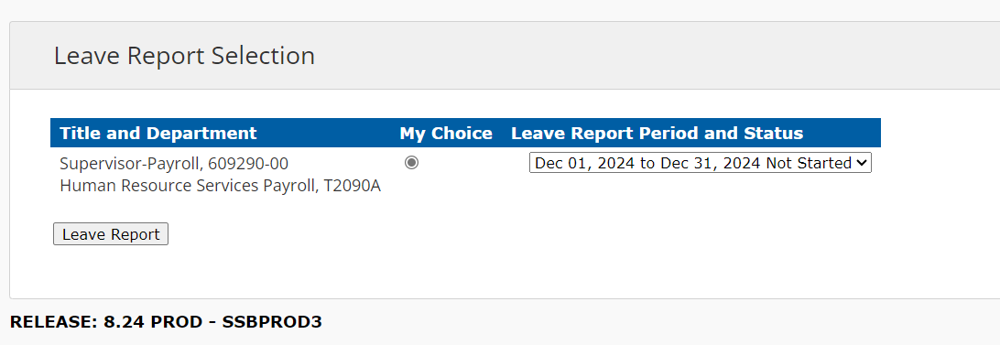 Leave Report Selection
Title and Department My Choice Leave Report Period and Status
Supervisor-Payroll, 609290-00 Dec 01, 2024 to Dec 31, 2024 Not Started
Human Resource Services Payroll, T2090A
Leave Report
RELEASE: 8.24 PROD - SSBPROD3